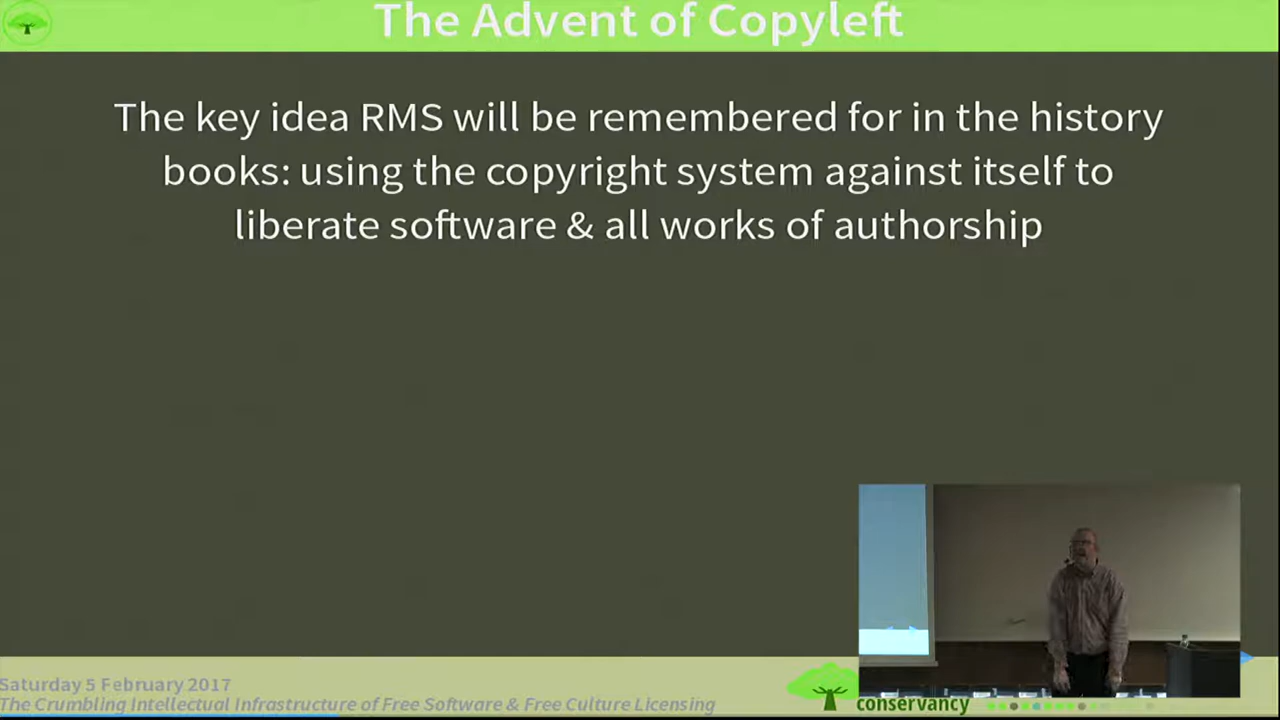 The Advent of Copyleft
The key idea RMS will be remembered for in the history
books: using the copyright system against itself to
liberate software & all works of authorship
Saturday 5 February 2017
The Crumbling Intellectual Infrastructure of Free Software & Free Culture Licensing
conservancy